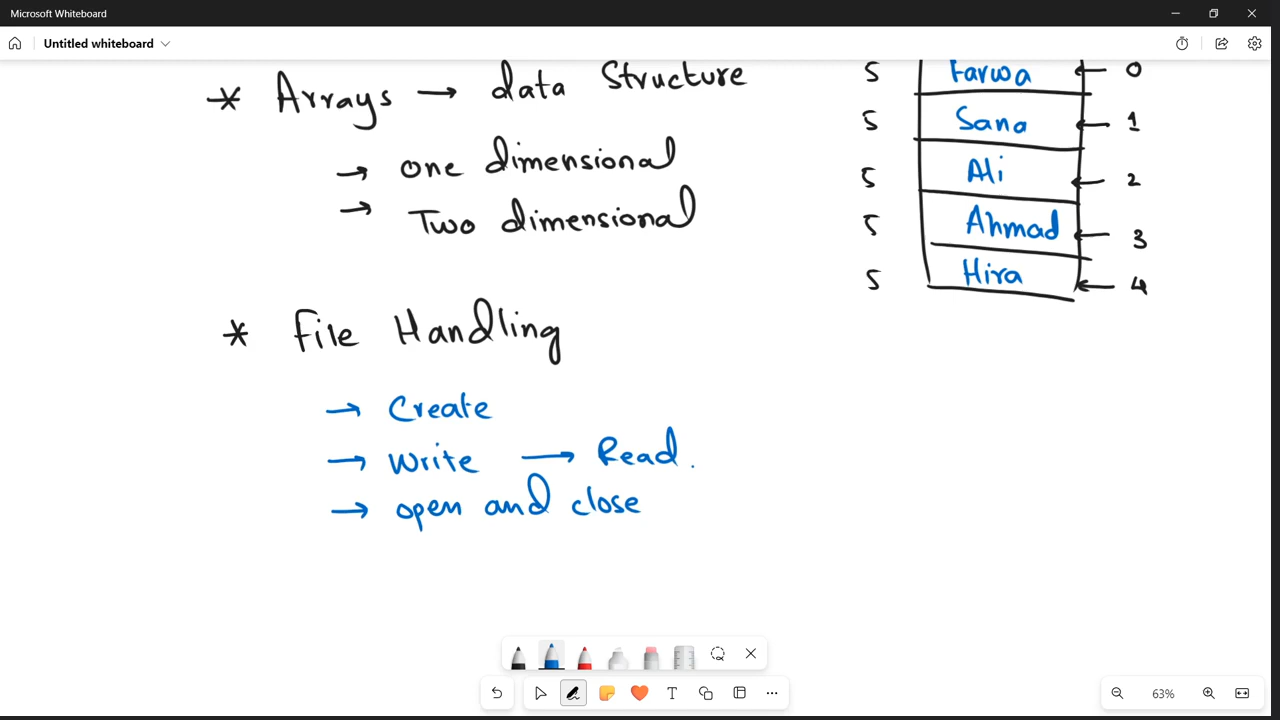 Microsoft Whiteboard
Untitled whiteboard
* Arrays → data Structure
→ one dimensional
→ Two dimensional
5 Farwa ← 0
5 Sana ← 1
5 Ali ← 2
5 Ahmad ← 3
5 Hira ← 4
* File Handling
→ Create
→ Write → Read.
→ open and close
T
63%